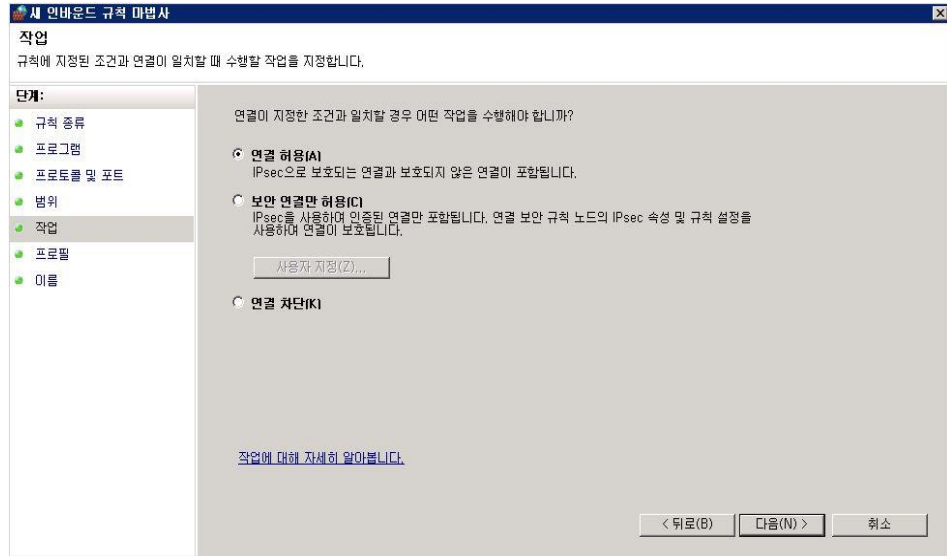 새 인바운드 규칙 마법사
작업
규칙에 지정된 조건과 연결이 일치할 때 수행할 작업을 지정합니다.
단계:
규칙 종류
프로그램
프로토콜 및 포트
범위
작업
프로필
이름
연결이 지정한 조건과 일치할 경우 어떤 작업을 수행해야 합니까?
연결 허용(A)
IPsec으로 보호되는 연결과 보호되지 않은 연결이 포함됩니다.
보안 연결만 허용(C)
IPsec을 사용하여 인증된 연결만 포함됩니다. 연결 보안 규칙 노드의 IPsec 속성 및 규칙 설정을
사용하여 연결이 보호됩니다.
사용자 지정(Z)...
연결 차단(K)
작업에 대해 자세히 알아봅니다.
< 뒤로(B)
다음(N) >
취소